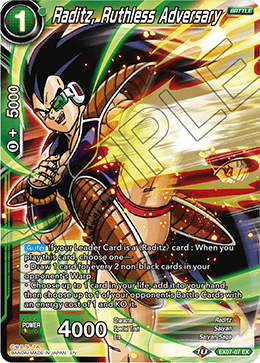 1
Raditz, Ruthless Adversary
BATTLE
0 + 5000
SAMPLE
Auto If your Leader Card is a ‹Raditz› card : When you
play this card, choose one—
• Draw 1 card for every 2 non-black cards in your
opponent's Warp.
• Choose up to 1 card in your life, add it to your hand,
then choose up to 1 of your opponent's Battle Cards with
an energy cost of 1 and KO it.
POWER
4000
Character
Raditz
Special Trait
Saiyan
Era
Saiyan Saga
BANDAI MADE IN JAPAN
EN
EX07-07 EX